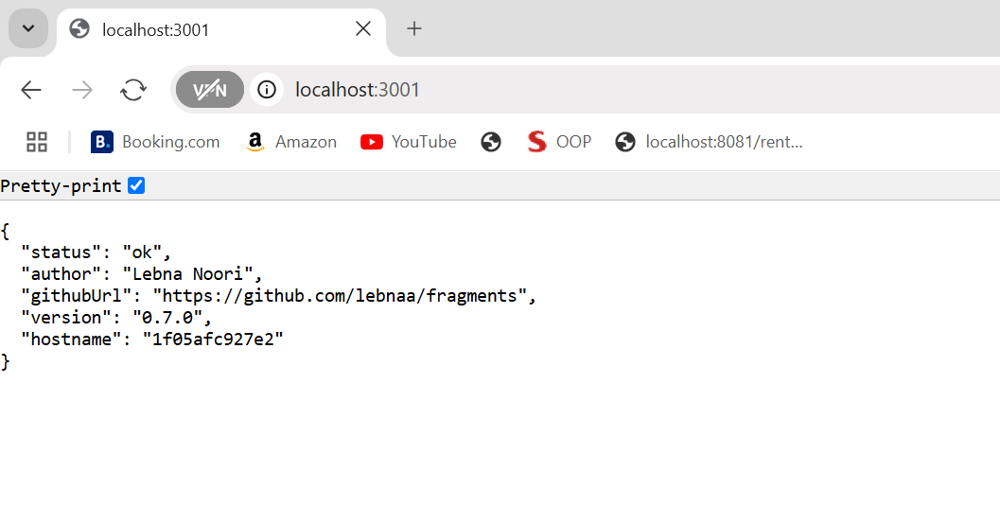 localhost:3001
VPN
localhost:3001
B. Booking.com
a Amazon
YouTube
S OOP
localhost:8081/rent...
Pretty-print
{
"status": "ok",
"author": "Lebna Noori",
"githubUrl": "https://github.com/lebnaa/fragments",
"version": "0.7.0",
"hostname": "1f05afc927e2"
}